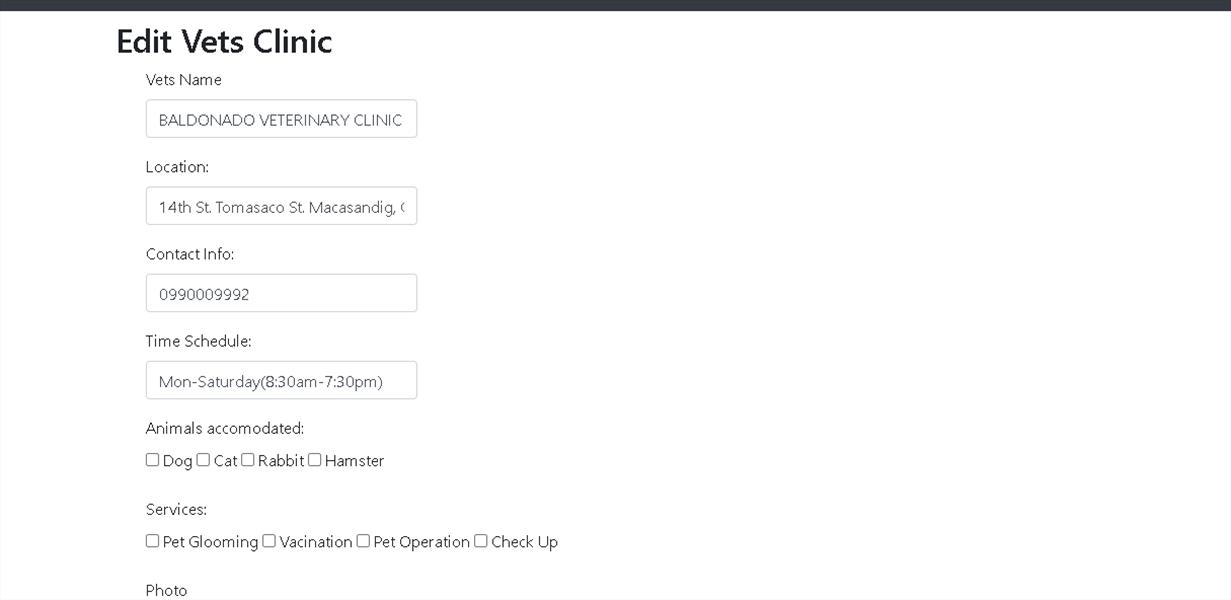 Edit Vets Clinic
Vets Name
BALDONADO VETERINARY CLINIC
Location:
14th St. Tomasaco St. Macasandig,
Contact Info:
0990009992
Time Schedule:
Mon-Saturday(8:30am-7:30pm)
Animals accomodated:
Dog Cat Rabbit Hamster
Services:
Pet Glooming Vacination Pet Operation Check Up
Photo